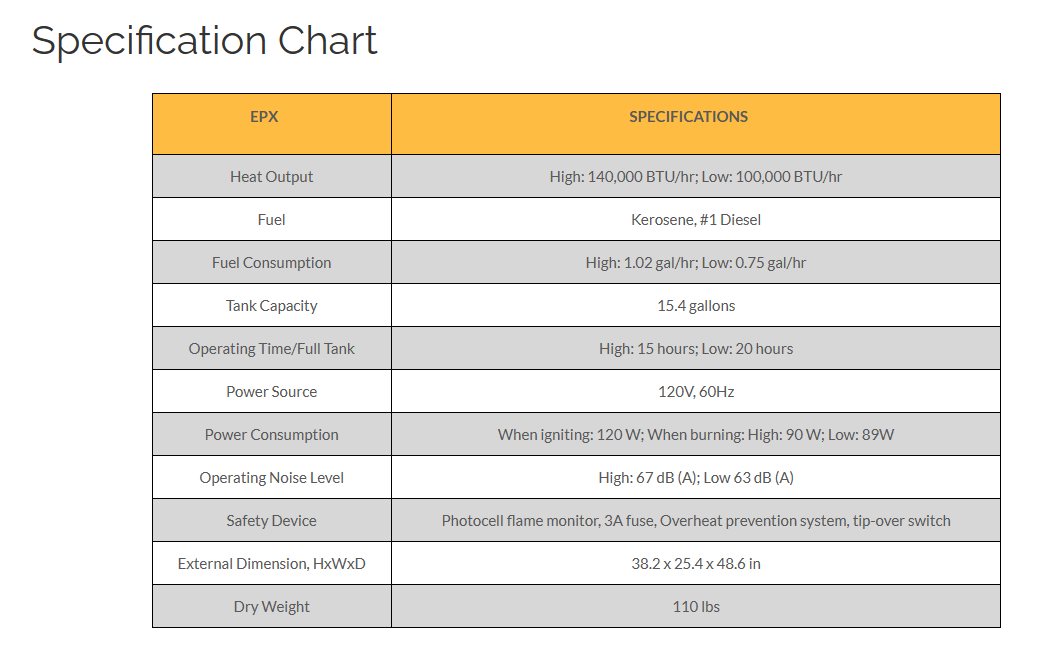 Specification Chart
EPX SPECIFICATIONS
Heat Output High: 140,000 BTU/hr; Low: 100,000 BTU/hr
Fuel Kerosene, #1 Diesel
Fuel Consumption High: 1.02 gal/hr; Low: 0.75 gal/hr
Tank Capacity 15.4 gallons
Operating Time/Full Tank High: 15 hours; Low: 20 hours
Power Source 120V, 60Hz
Power Consumption When igniting: 120 W; When burning: High: 90 W; Low: 89W
Operating Noise Level High: 67 dB (A); Low 63 dB (A)
Safety Device Photocell flame monitor, 3A fuse, Overheat prevention system, tip-over switch
External Dimension, HxWxD 38.2 x 25.4 x 48.6 in
Dry Weight 110 lbs